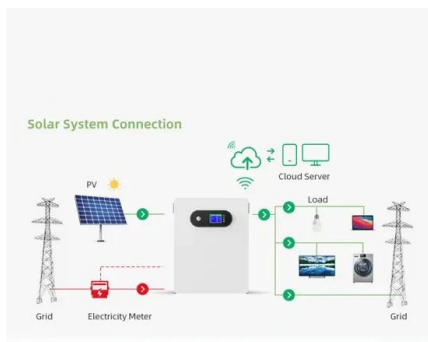 Solar System Connection
Cloud Server
PV
Load
Grid
Electricity Meter
Grid